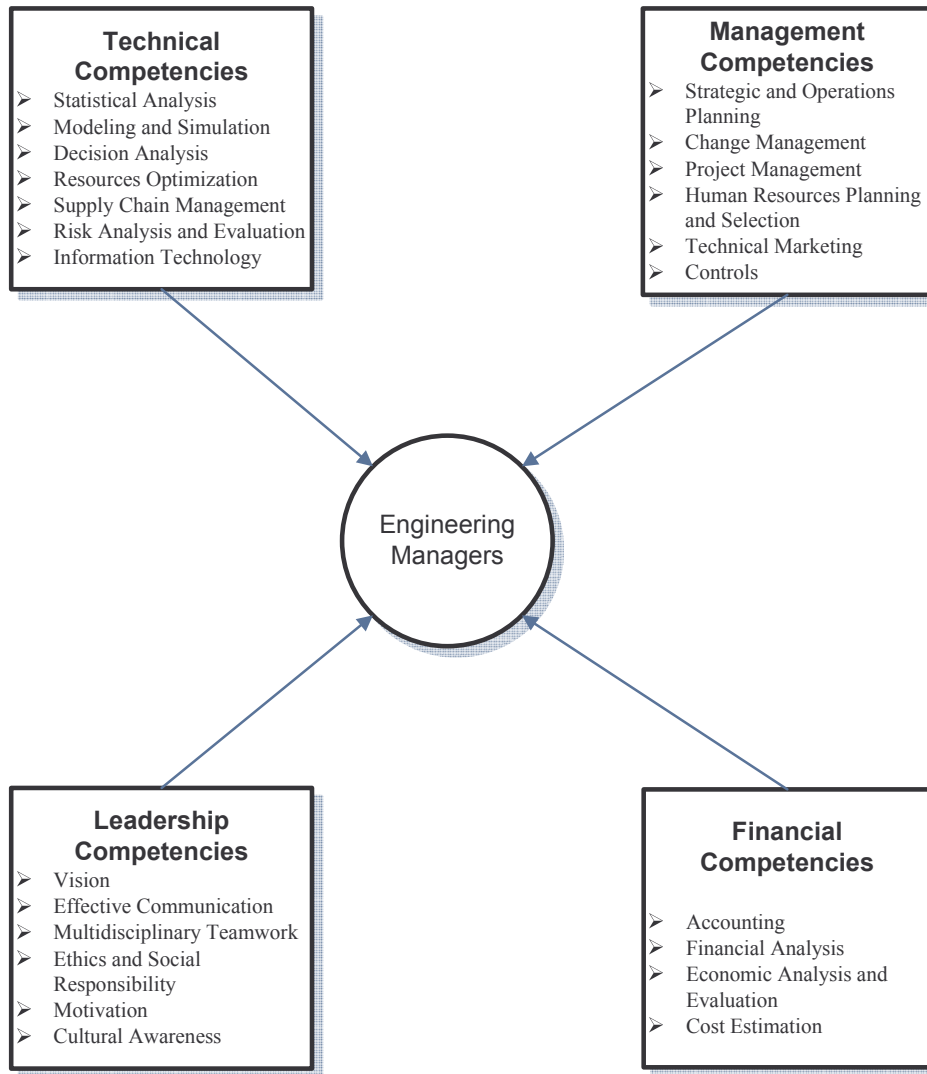 Technical
Competencies
➢ Statistical Analysis
➢ Modeling and Simulation
➢ Decision Analysis
➢ Resources Optimization
➢ Supply Chain Management
➢ Risk Analysis and Evaluation
➢ Information Technology
Management
Competencies
➢ Strategic and Operations
Planning
➢ Change Management
➢ Project Management
➢ Human Resources Planning
and Selection
➢ Technical Marketing
➢ Controls
Engineering
Managers
Leadership
Competencies
➢ Vision
➢ Effective Communication
➢ Multidisciplinary Teamwork
➢ Ethics and Social
Responsibility
➢ Motivation
➢ Cultural Awareness
Financial
Competencies
➢ Accounting
➢ Financial Analysis
➢ Economic Analysis and
Evaluation
➢ Cost Estimation